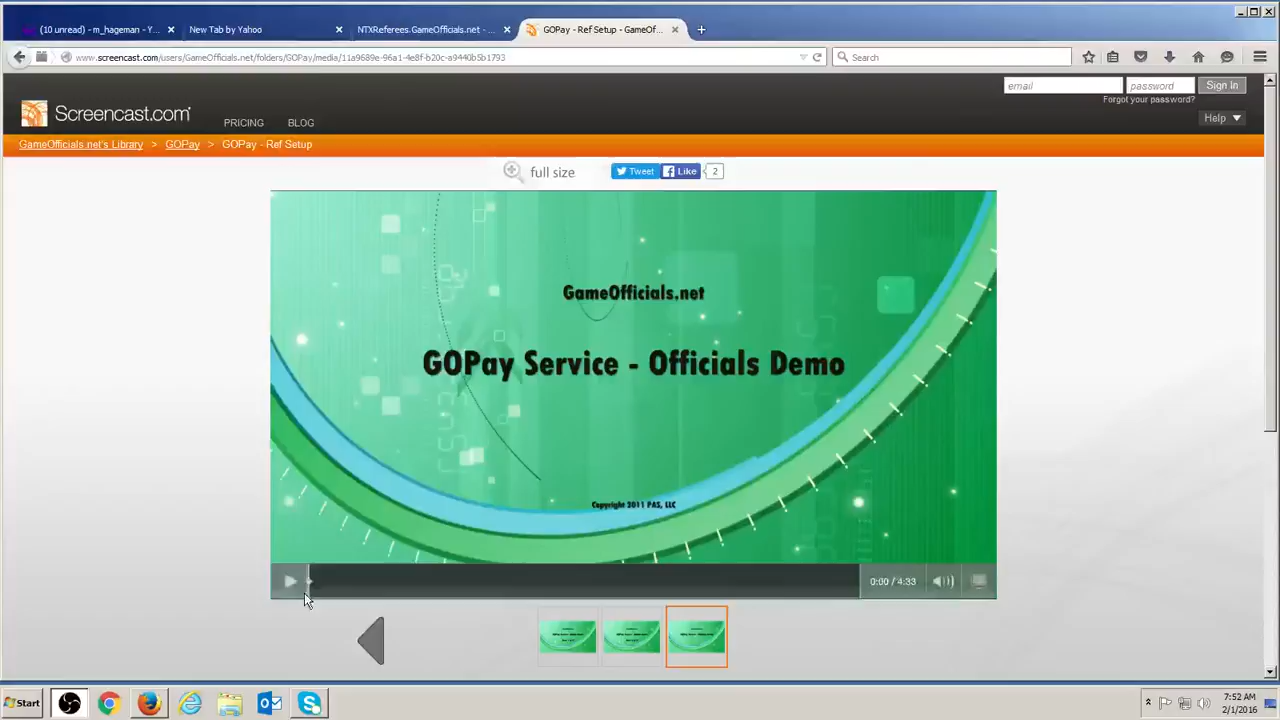 (10 unread) - m_hageman - Y...
New Tab by Yahoo
NTXReferees.GameOfficials.net - ...
GOPay - Ref Setup - GameOf...
www.screencast.com/users/GameOfficials.net/folders/GOPay/media/11a9689e-96a1-4e8f-b20c-a9440b5b1793
Search
Screencast.com
PRICING
BLOG
email
password
Sign In
Forgot your password?
Help
GameOfficials.net's Library > GOPay > GOPay - Ref Setup
full size
Tweet
Like
2
GameOfficials.net
GOPay Service - Officials Demo
Copyright 2011 PAS, LLC
0:00 / 4:33
Start
7:52 AM
2/1/2016